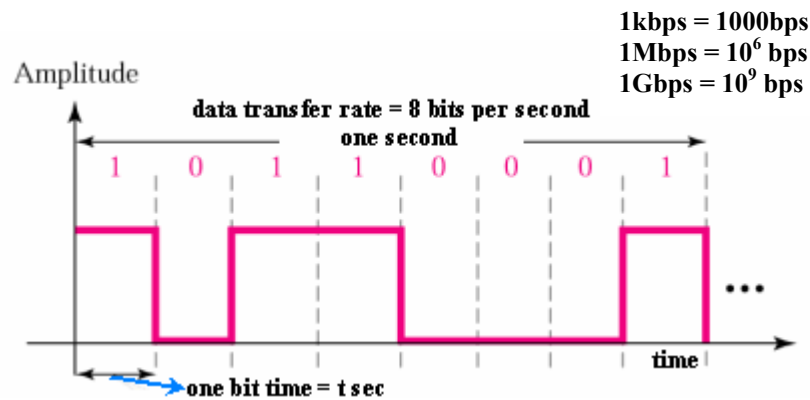 1kbps = 1000bps
1Mbps = 10⁶ bps
1Gbps = 10⁹ bps
Amplitude
data transfer rate = 8 bits per second
one second
1 0 1 1 0 0 0 1
...
time
one bit time = t sec